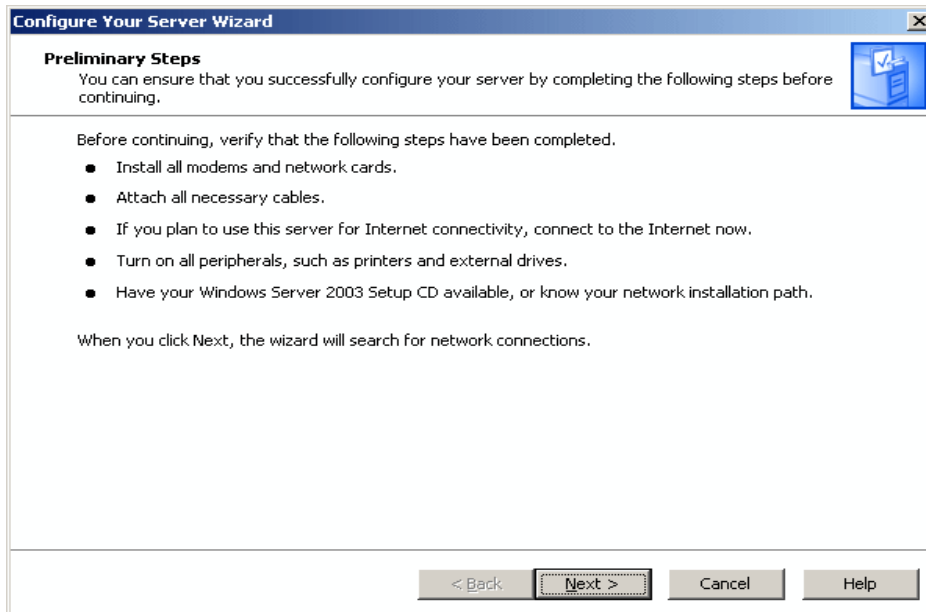 Configure Your Server Wizard
Preliminary Steps
You can ensure that you successfully configure your server by completing the following steps before
continuing.
Before continuing, verify that the following steps have been completed.
Install all modems and network cards.
Attach all necessary cables.
If you plan to use this server for Internet connectivity, connect to the Internet now.
Turn on all peripherals, such as printers and external drives.
Have your Windows Server 2003 Setup CD available, or know your network installation path.
When you click Next, the wizard will search for network connections.
< Back Next > Cancel Help